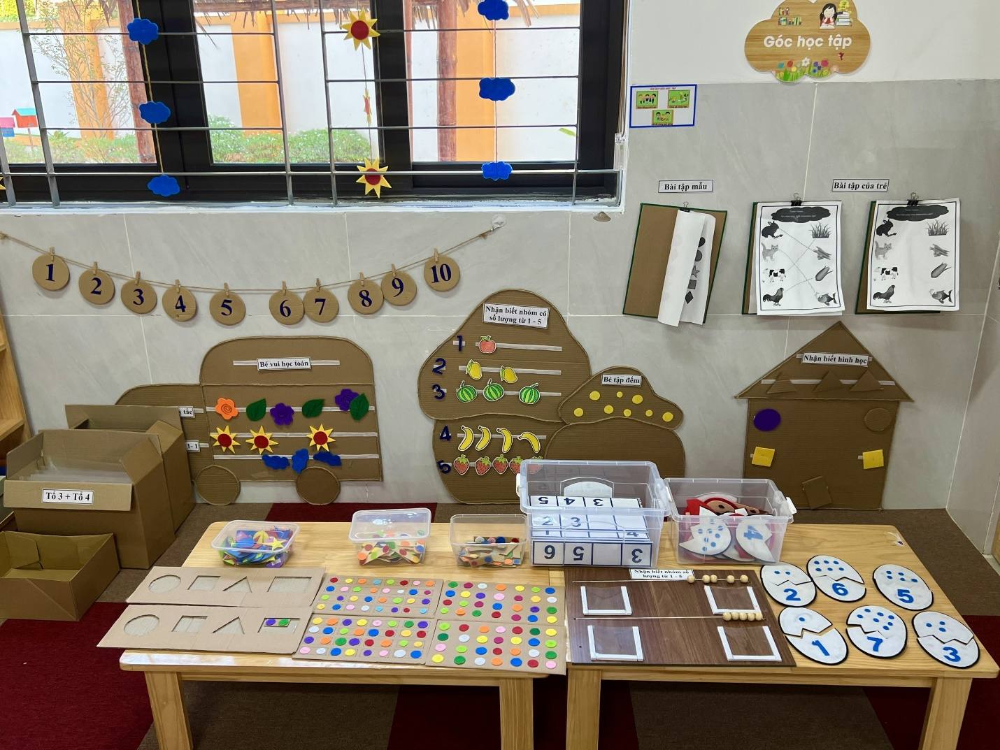 Góc học tập
Bài tập mẫu
Bài tập của trẻ
1
2
3
4
5
6
7
8
9
10
Nhận biết nhóm có
số lượng từ 1 - 5
1
2
3
4
5
Bé vui học toán
Bé tập đếm
Nhận biết hình học
tắc
1- 1
Tổ 3 + Tổ 4
5 4 3
2 3
4
6 5 3
4
Nhận biết nhóm số
lượng từ 1 - 5
2
6
5
1
7
3